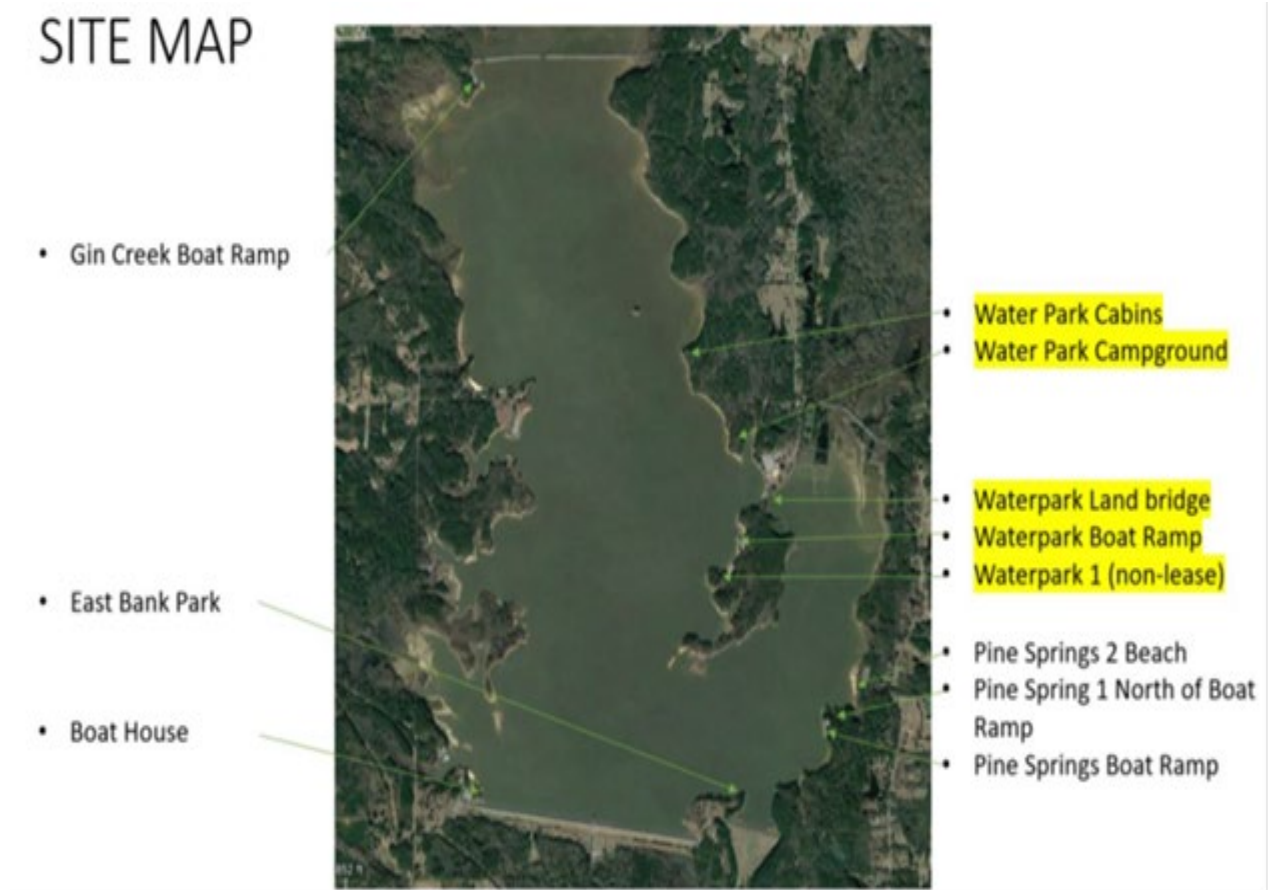 SITE MAP
• Gin Creek Boat Ramp
• East Bank Park
• Boat House
• Water Park Cabins
• Water Park Campground
• Waterpark Land bridge
• Waterpark Boat Ramp
• Waterpark 1 (non-lease)
• Pine Springs 2 Beach
• Pine Spring 1 North of Boat
Ramp
• Pine Springs Boat Ramp